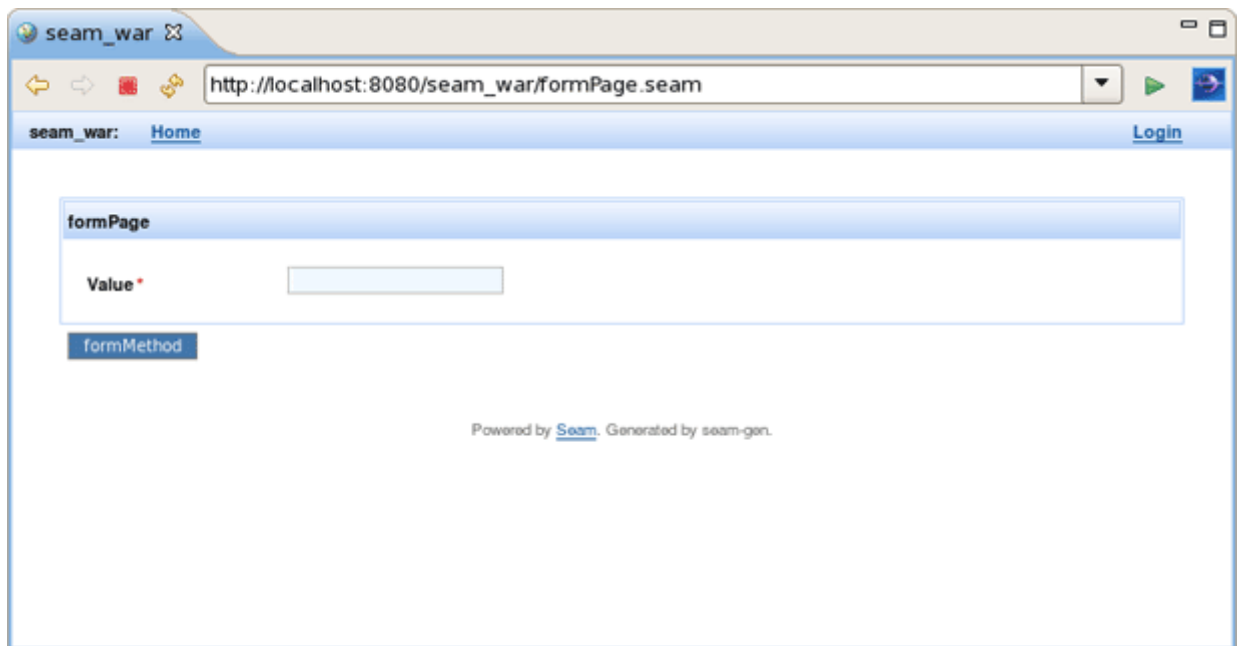 seam_war
http://localhost:8080/seam_war/formPage.seam
seam_war: Home Login
formPage
Value*
formMethod
Powered by Seam. Generated by seam-gen.